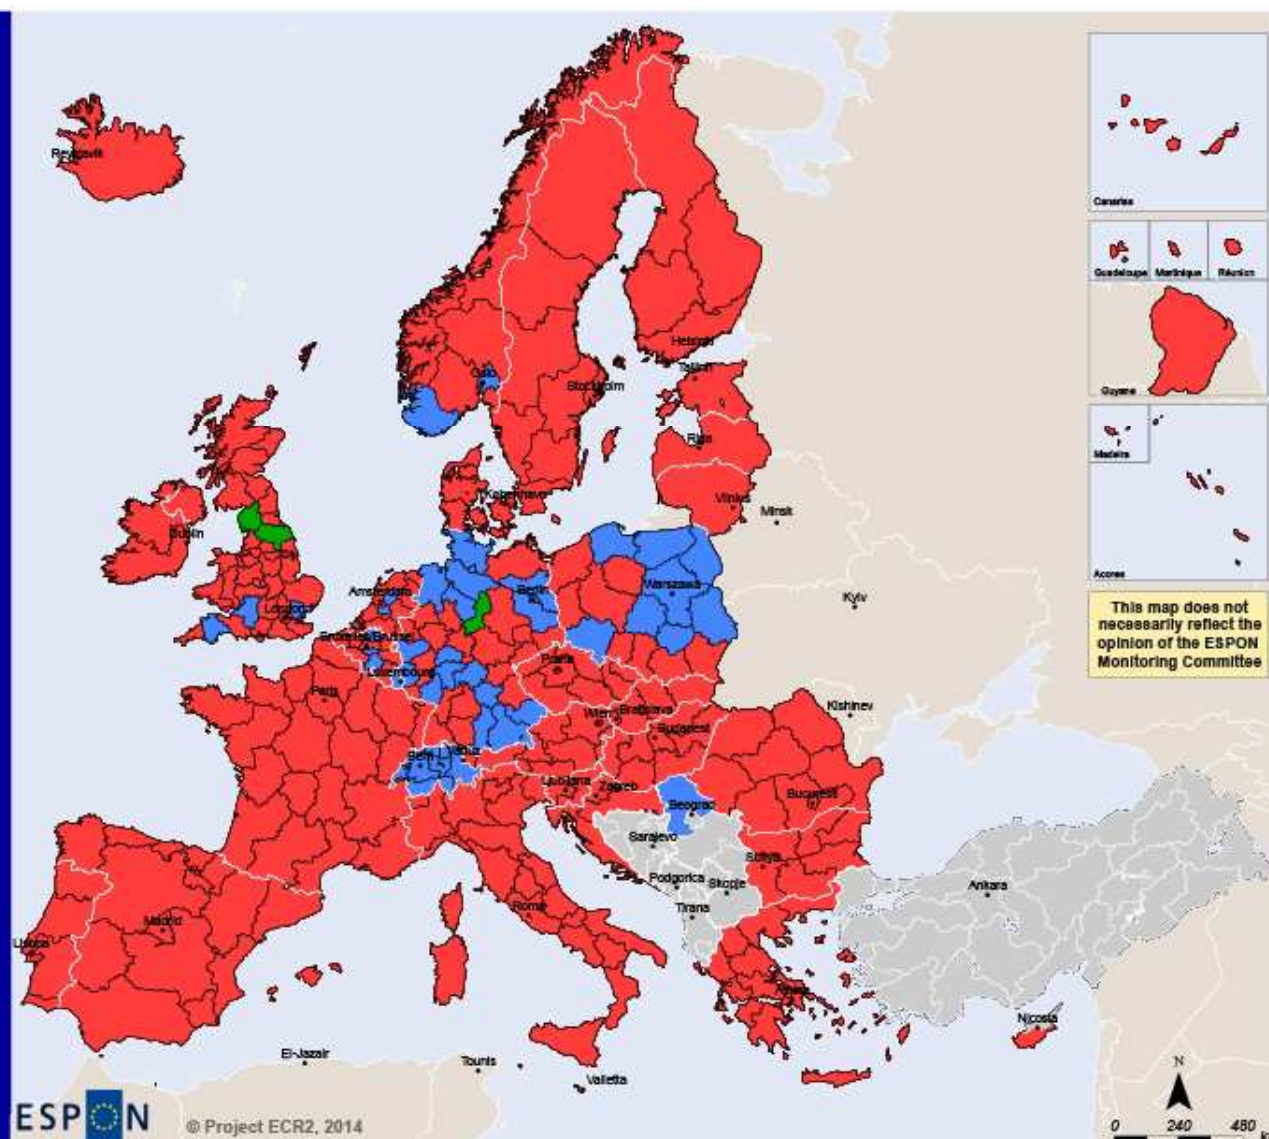 Reykjavik
Canarias
Guadeloupe
Martinique
Réunion
Guyane
Madeira
Acores
Helsinki
Tallinn
Oslo
Stockholm
Riga
København
Vilnius
Minsk
Dublin
Amsterdam
Berlin
Warszawa
London
Kyiv
Bruxelles/Brussel
Luxembourg
Praha
Paris
Kishinev
Wien
Bratislava
Budapest
Bern
Vaduz
Ljubljana
Zagreb
Bucuresti
Beograd
Sarajevo
Sofiya
Podgorica
Skopje
Ankara
Tirana
Roma
Madrid
Lisboa
Nicosia
El-Jazair
Tounis
Valletta
This map does not
necessarily reflect the
opinion of the ESPON
Monitoring Committee
N
ESPON
© Project ECR2, 2014
0 240 480